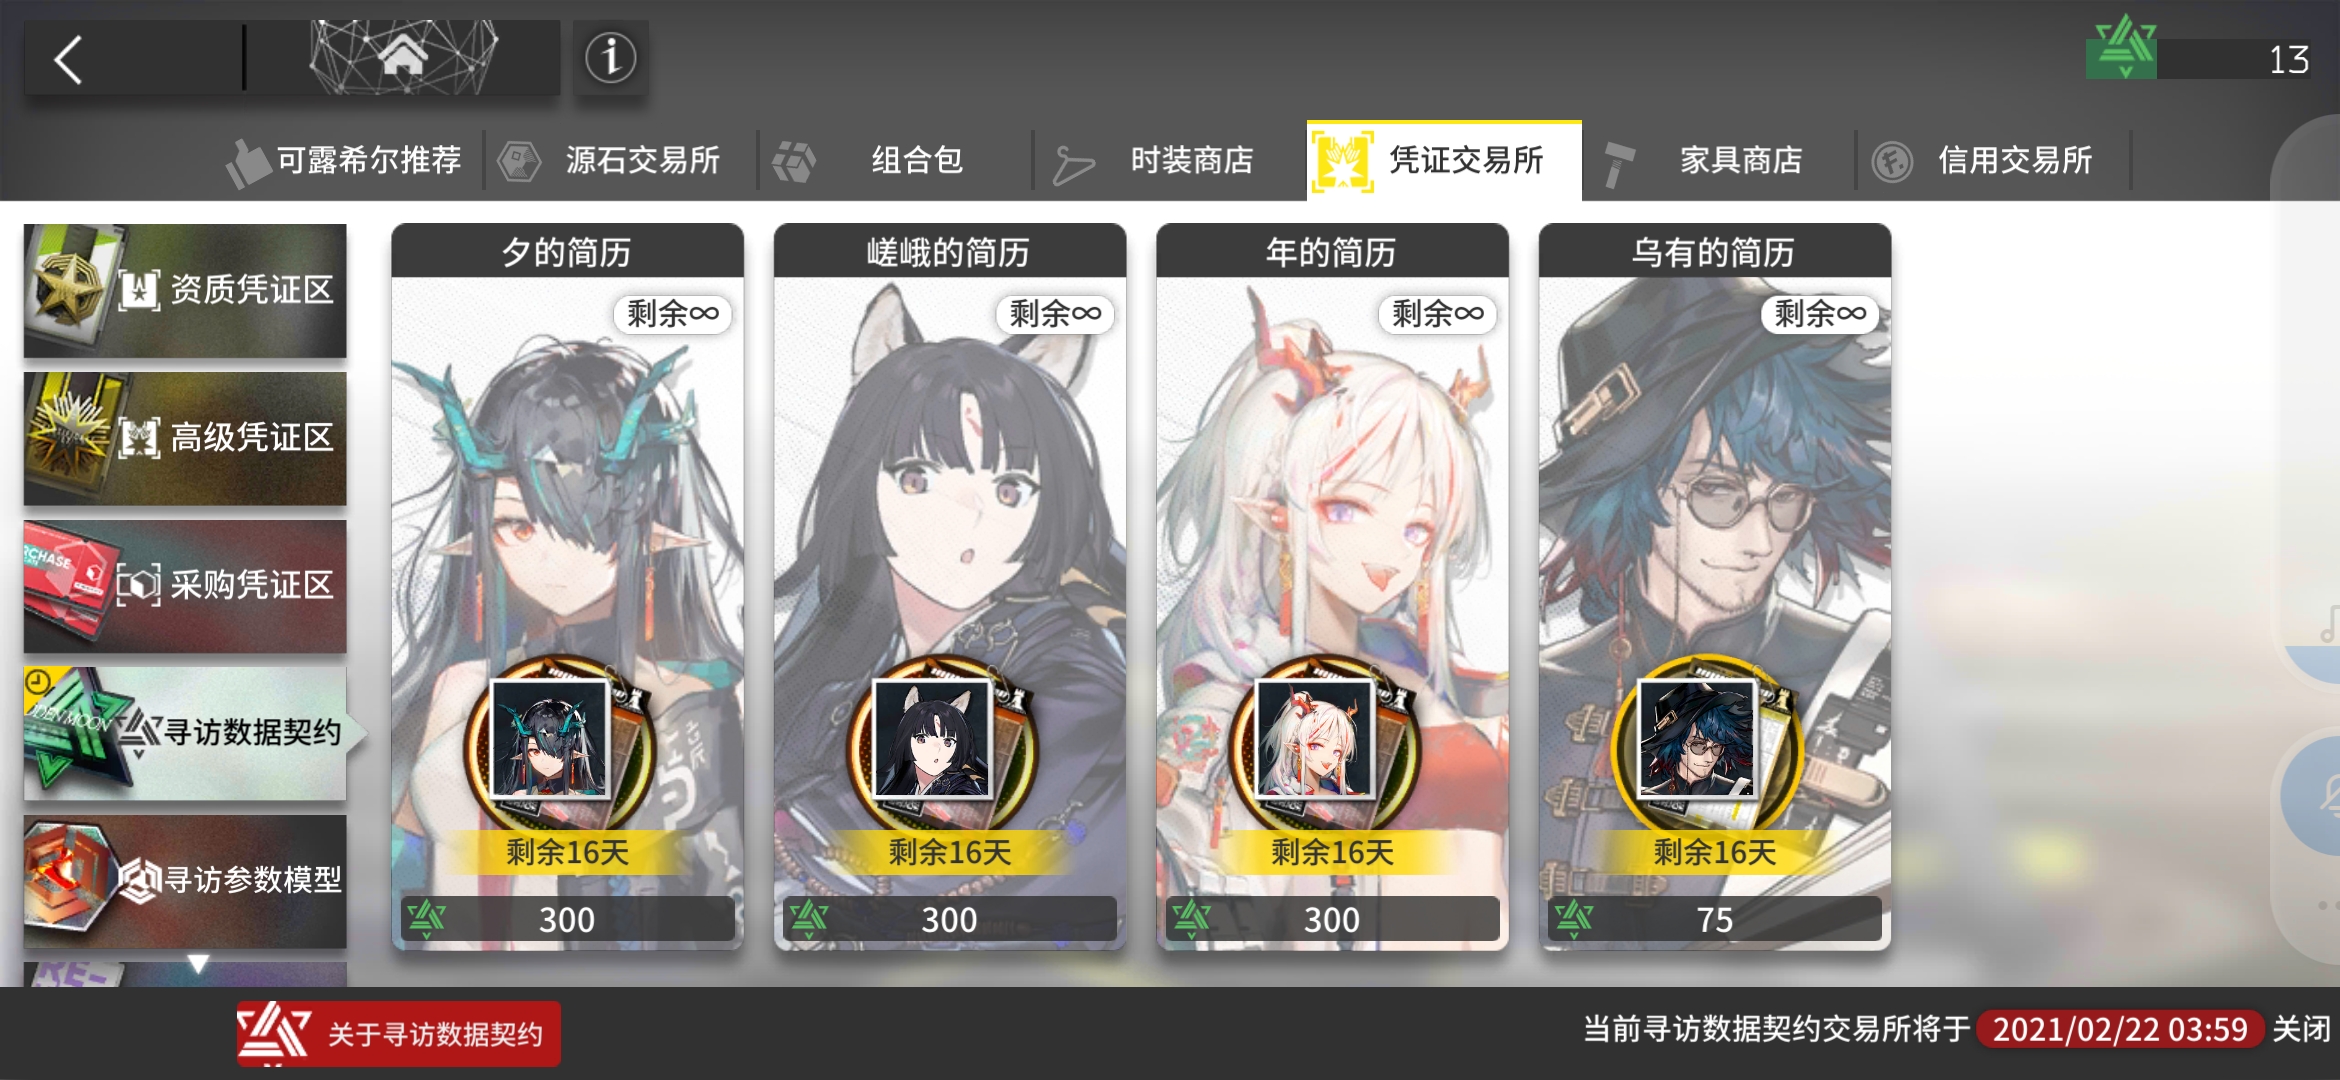 13
可露希尔推荐
源石交易所
组合包
时装商店
凭证交易所
家具商店
信用交易所
资质凭证区
高级凭证区
采购凭证区
寻访数据契约
寻访参数模型
夕的简历
剩余∞
剩余16天
300
嵯峨的简历
剩余∞
剩余16天
300
年的简历
剩余∞
剩余16天
300
乌有的简历
剩余∞
剩余16天
75
关于寻访数据契约
当前寻访数据契约交易所将于 2021/02/22 03:59 关闭